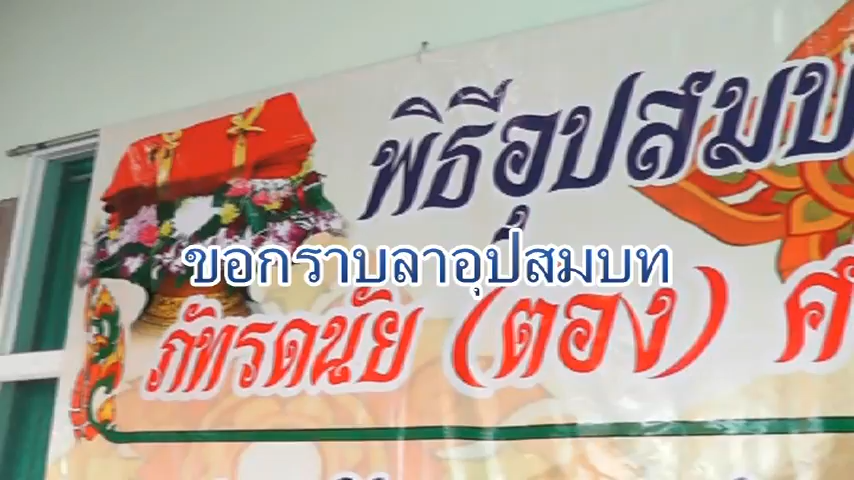 พิธีอุปสมบ
ขอกราบลาอุปสมบท
ภัทรดนัย (ตอง) ศ